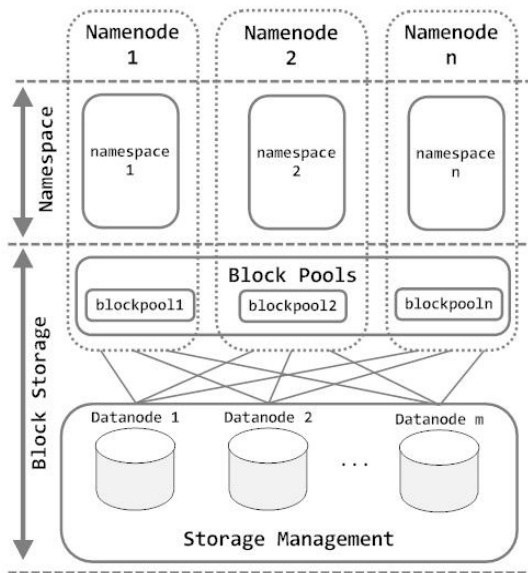 Namenode
1
Namenode
2
Namenode
n
Namespace
namespace
1
namespace
2
namespace
n
Block Storage
Block Pools
blockpool1
blockpool2
blockpooln
Datanode 1
Datanode 2
Datanode m
...
Storage Management